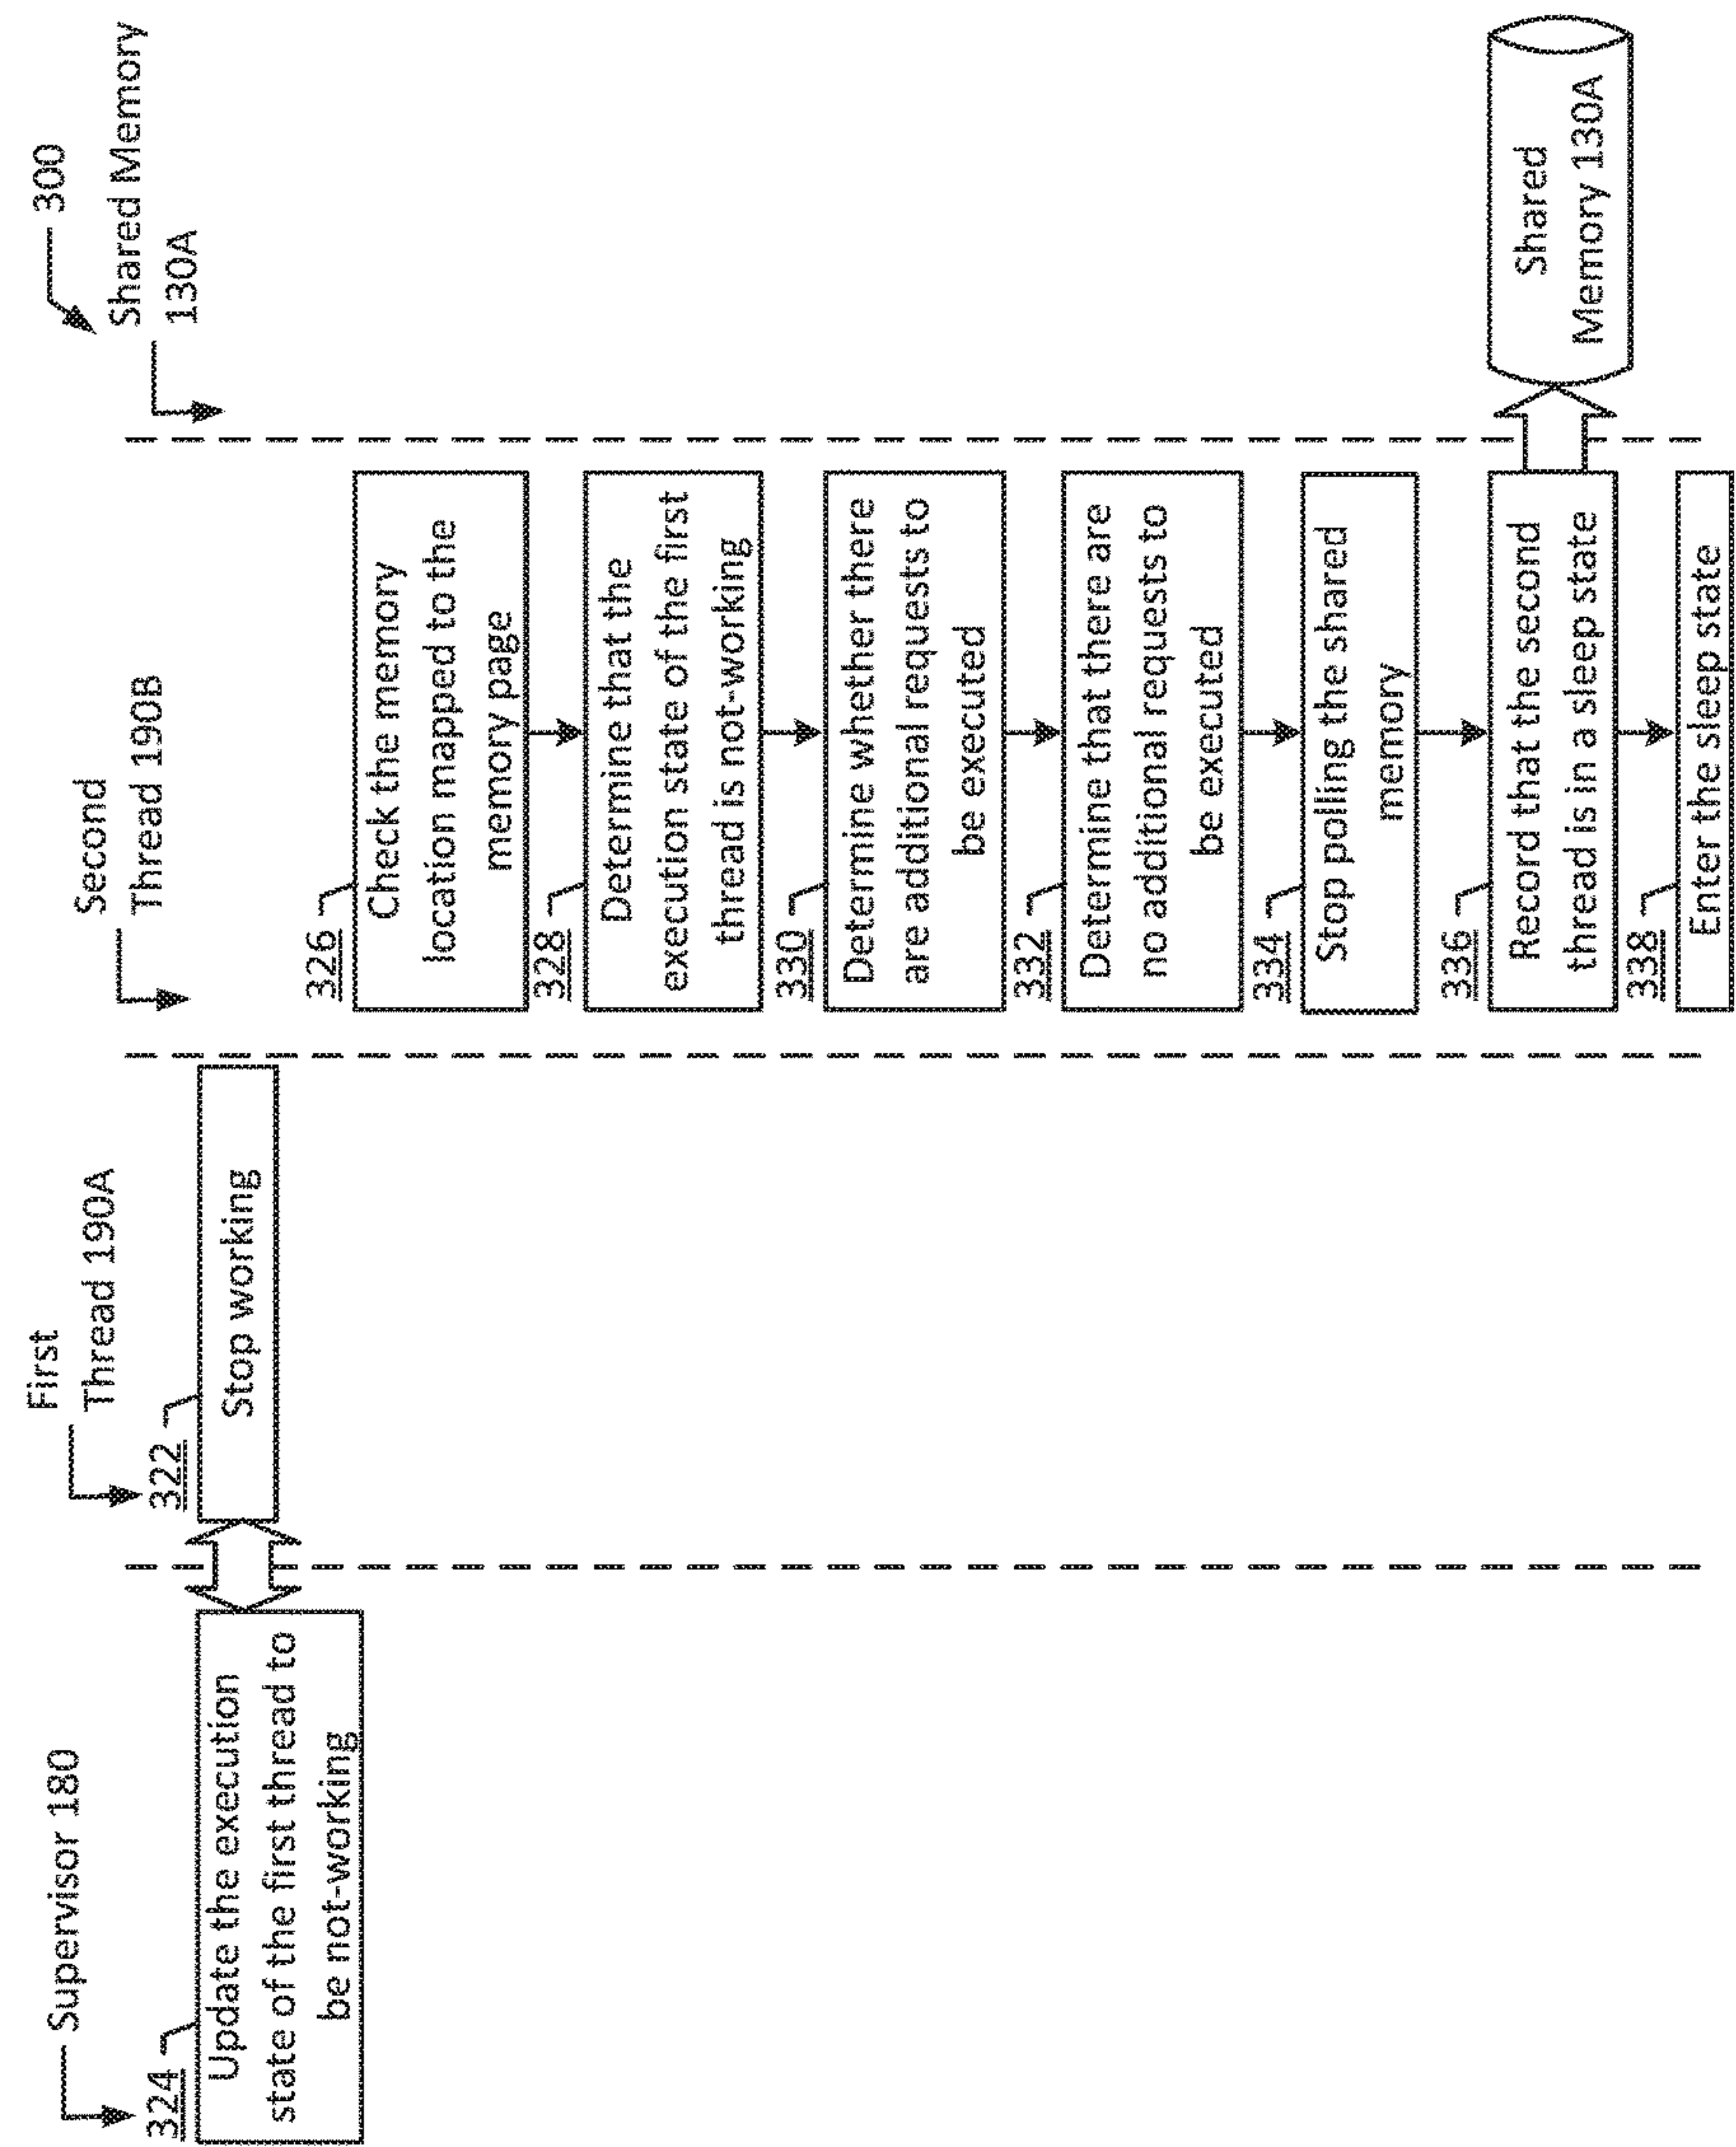 300
Supervisor 180
First
Thread 190A
Second
Thread 190B
Shared Memory
130A
324
Update the execution
state of the first thread to
be not-working
322
Stop working
326
Check the memory
location mapped to the
memory page
328
Determine that the
execution state of the first
thread is not-working
330
Determine whether there
are additional requests to
be executed
332
Determine that there are
no additional requests to
be executed
334
Stop polling the shared
memory
336
Record that the second
thread is in a sleep state
Shared
Memory 130A
338
Enter the sleep state